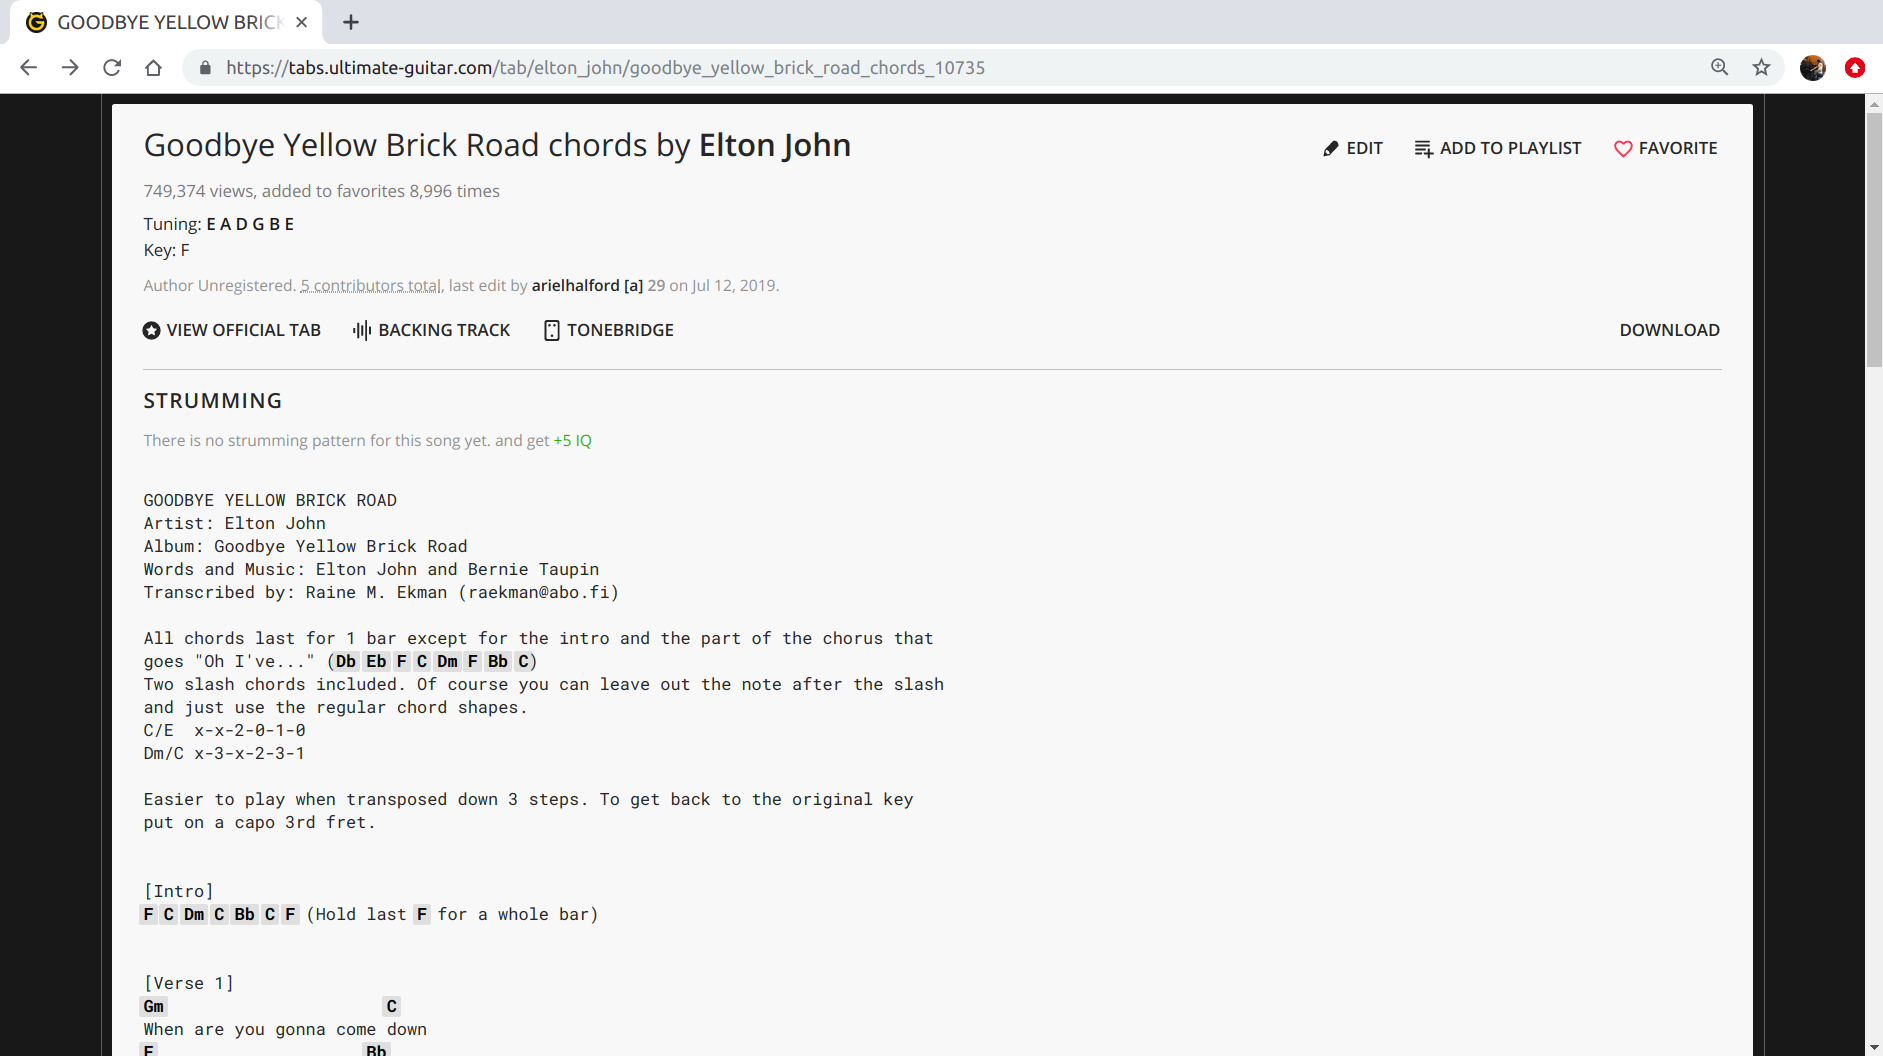 GOODBYE YELLOW BRICK
https://tabs.ultimate-guitar.com/tab/elton_john/goodbye_yellow_brick_road_chords_10735
Goodbye Yellow Brick Road chords by Elton John
EDIT ADD TO PLAYLIST FAVORITE
749,374 views, added to favorites 8,996 times
Tuning: E A D G B E
Key: F
Author Unregistered. 5 contributors total, last edit by arielhalford [a] 29 on Jul 12, 2019.
VIEW OFFICIAL TAB BACKING TRACK TONEBRIDGE DOWNLOAD
STRUMMING
There is no strumming pattern for this song yet. and get +5 IQ
GOODBYE YELLOW BRICK ROAD
Artist: Elton John
Album: Goodbye Yellow Brick Road
Words and Music: Elton John and Bernie Taupin
Transcribed by: Raine M. Ekman (raekman@abo.fi)
All chords last for 1 bar except for the intro and the part of the chorus that
goes "Oh I've..." (Db Eb F C Dm F Bb C)
Two slash chords included. Of course you can leave out the note after the slash
and just use the regular chord shapes.
C/E  x-x-2-0-1-0
Dm/C x-3-x-2-3-1
Easier to play when transposed down 3 steps. To get back to the original key
put on a capo 3rd fret.
[Intro]
F C Dm C Bb C F (Hold last F for a whole bar)
[Verse 1]
Gm C
When are you gonna come down
F Bb